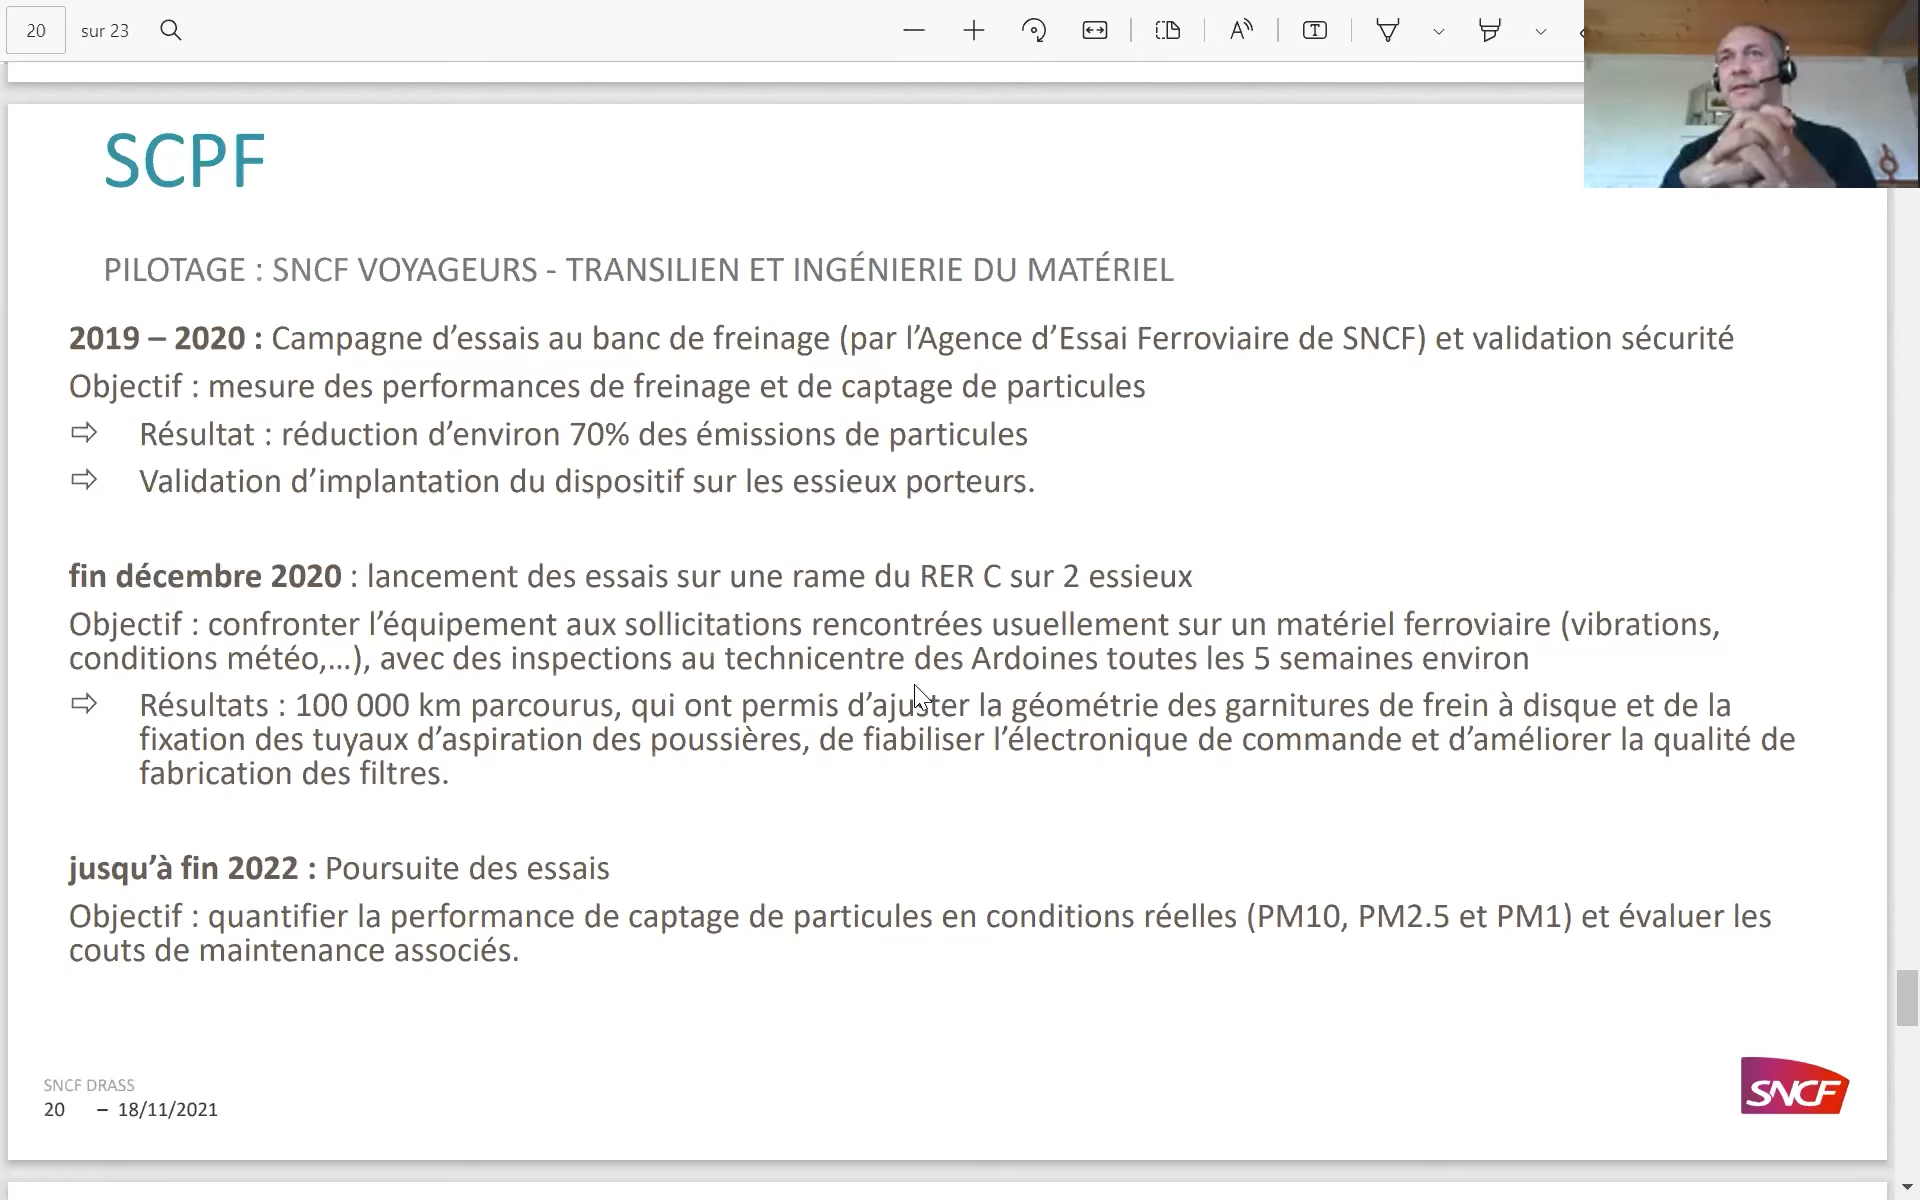 20 sur 23
SCPF
PILOTAGE : SNCF VOYAGEURS - TRANSILIEN ET INGÉNIERIE DU MATÉRIEL
2019 – 2020 : Campagne d’essais au banc de freinage (par l’Agence d’Essai Ferroviaire de SNCF) et validation sécurité
Objectif : mesure des performances de freinage et de captage de particules
⇨ Résultat : réduction d’environ 70% des émissions de particules
⇨ Validation d’implantation du dispositif sur les essieux porteurs.
fin décembre 2020 : lancement des essais sur une rame du RER C sur 2 essieux
Objectif : confronter l’équipement aux sollicitations rencontrées usuellement sur un matériel ferroviaire (vibrations,
conditions météo,...), avec des inspections au technicentre des Ardoines toutes les 5 semaines environ
⇨ Résultats : 100 000 km parcourus, qui ont permis d’ajuster la géométrie des garnitures de frein à disque et de la
fixation des tuyaux d’aspiration des poussières, de fiabiliser l’électronique de commande et d’améliorer la qualité de
fabrication des filtres.
jusqu’à fin 2022 : Poursuite des essais
Objectif : quantifier la performance de captage de particules en conditions réelles (PM10, PM2.5 et PM1) et évaluer les
couts de maintenance associés.
SNCF DRASS
20 – 18/11/2021
SNCF